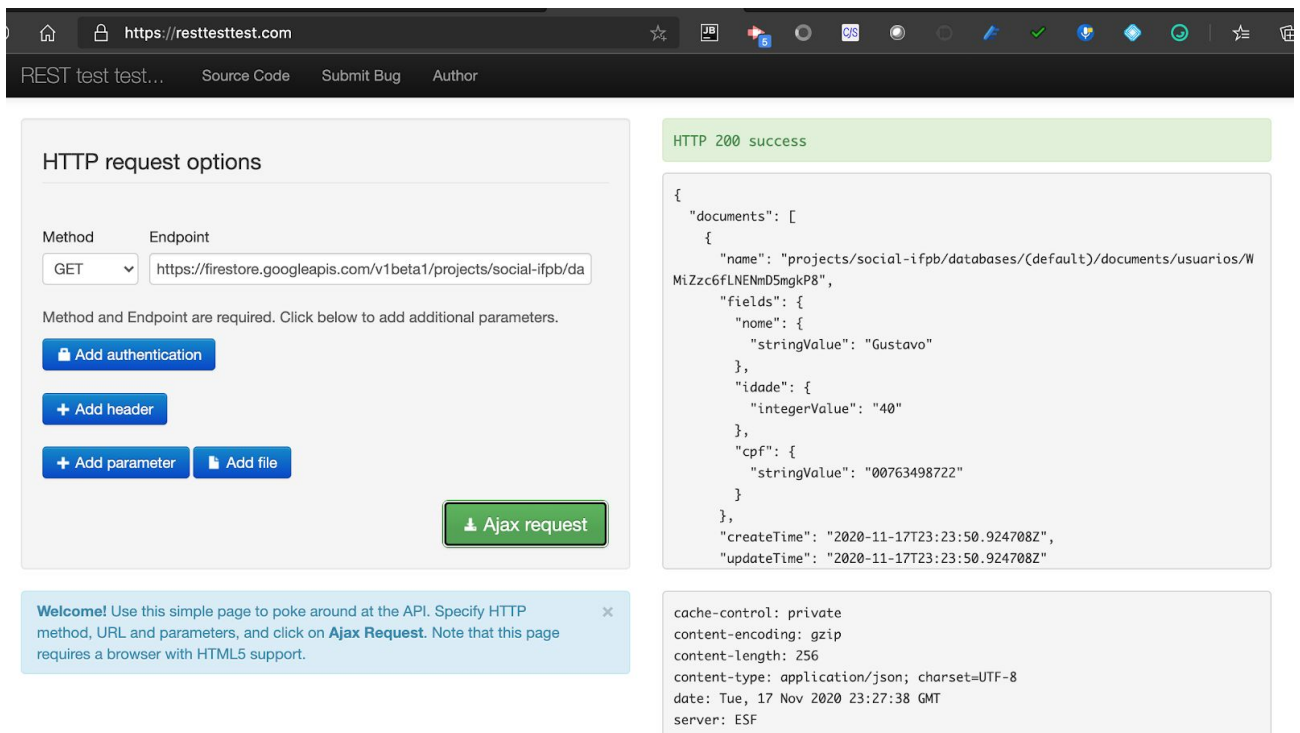 https://resttesttest.com
JB
5
C/S
REST test test...
Source Code
Submit Bug
Author
HTTP request options
Method
Endpoint
GET
https://firestore.googleapis.com/v1beta1/projects/social-ifpb/da
Method and Endpoint are required. Click below to add additional parameters.
Add authentication
+ Add header
+ Add parameter
Add file
Ajax request
Welcome! Use this simple page to poke around at the API. Specify HTTP
method, URL and parameters, and click on Ajax Request. Note that this page
requires a browser with HTML5 support.
×
HTTP 200 success
{
"documents": [
{
"name": "projects/social-ifpb/databases/(default)/documents/usuarios/W
MiZzc6fLNENmD5mgkP8",
"fields": {
"nome": {
"stringValue": "Gustavo"
},
"idade": {
"integerValue": "40"
},
"cpf": {
"stringValue": "00763498722"
}
},
"createTime": "2020-11-17T23:23:50.924708Z",
"updateTime": "2020-11-17T23:23:50.924708Z"
cache-control: private
content-encoding: gzip
content-length: 256
content-type: application/json; charset=UTF-8
date: Tue, 17 Nov 2020 23:27:38 GMT
server: ESF